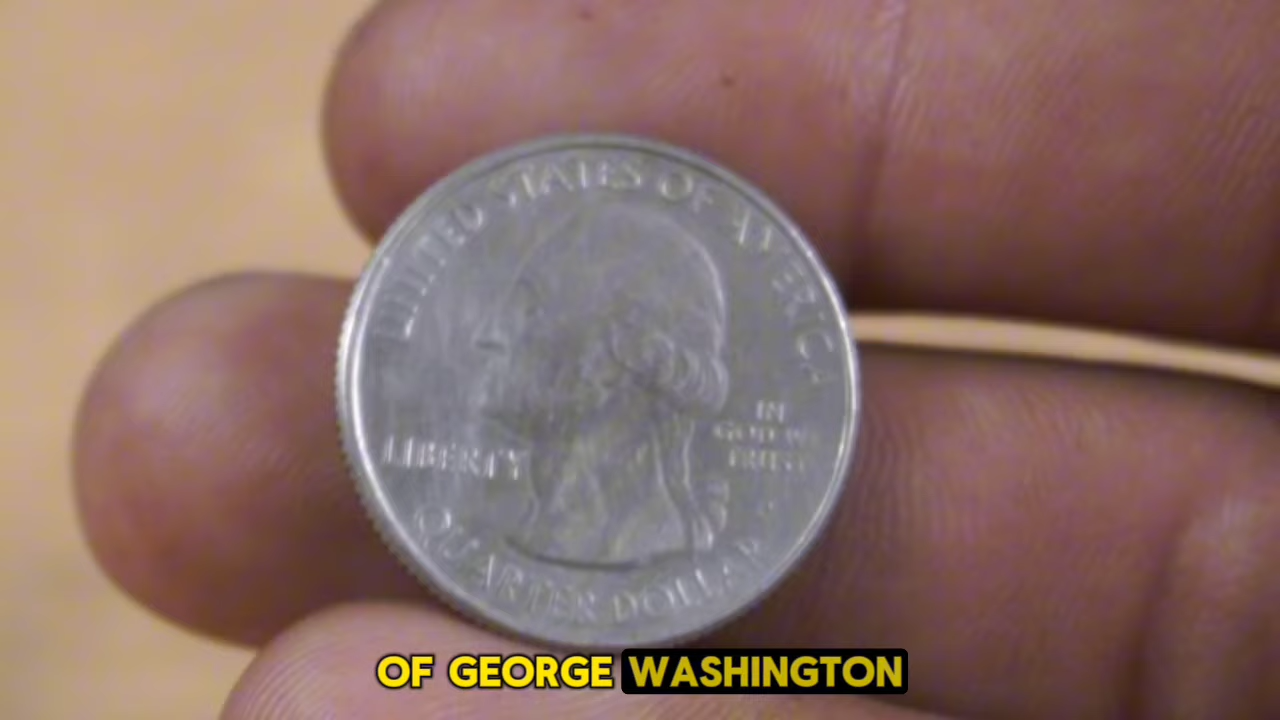 UNITED STATES OF AMERICA
LIBERTY
IN
GOD WE
TRUST
QUARTER DOLLAR
OF GEORGE WASHINGTON